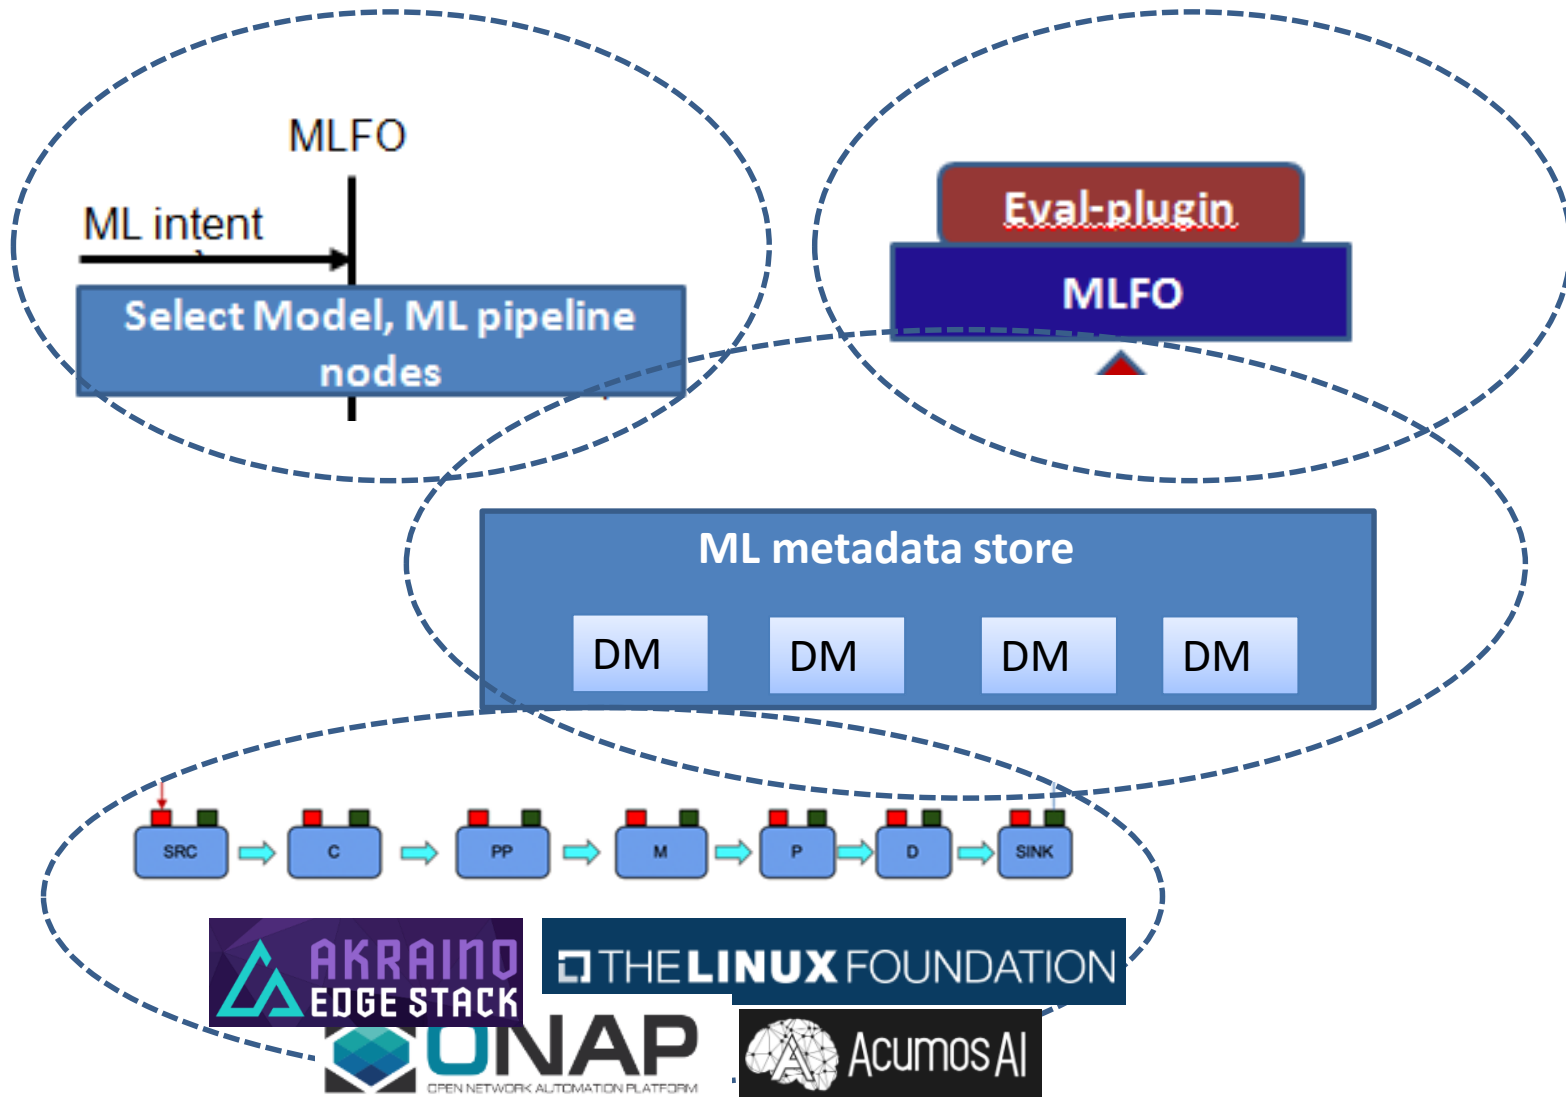 MLFO
ML intent
Select Model, ML pipeline
nodes
Eval-plugin
MLFO
ML metadata store
DM DM DM DM
SRC C PP M P D SINK
AKRAINO
EDGE STACK
THE LINUX FOUNDATION
ONAP
OPEN NETWORK AUTOMATION PLATFORM
Acumos AI